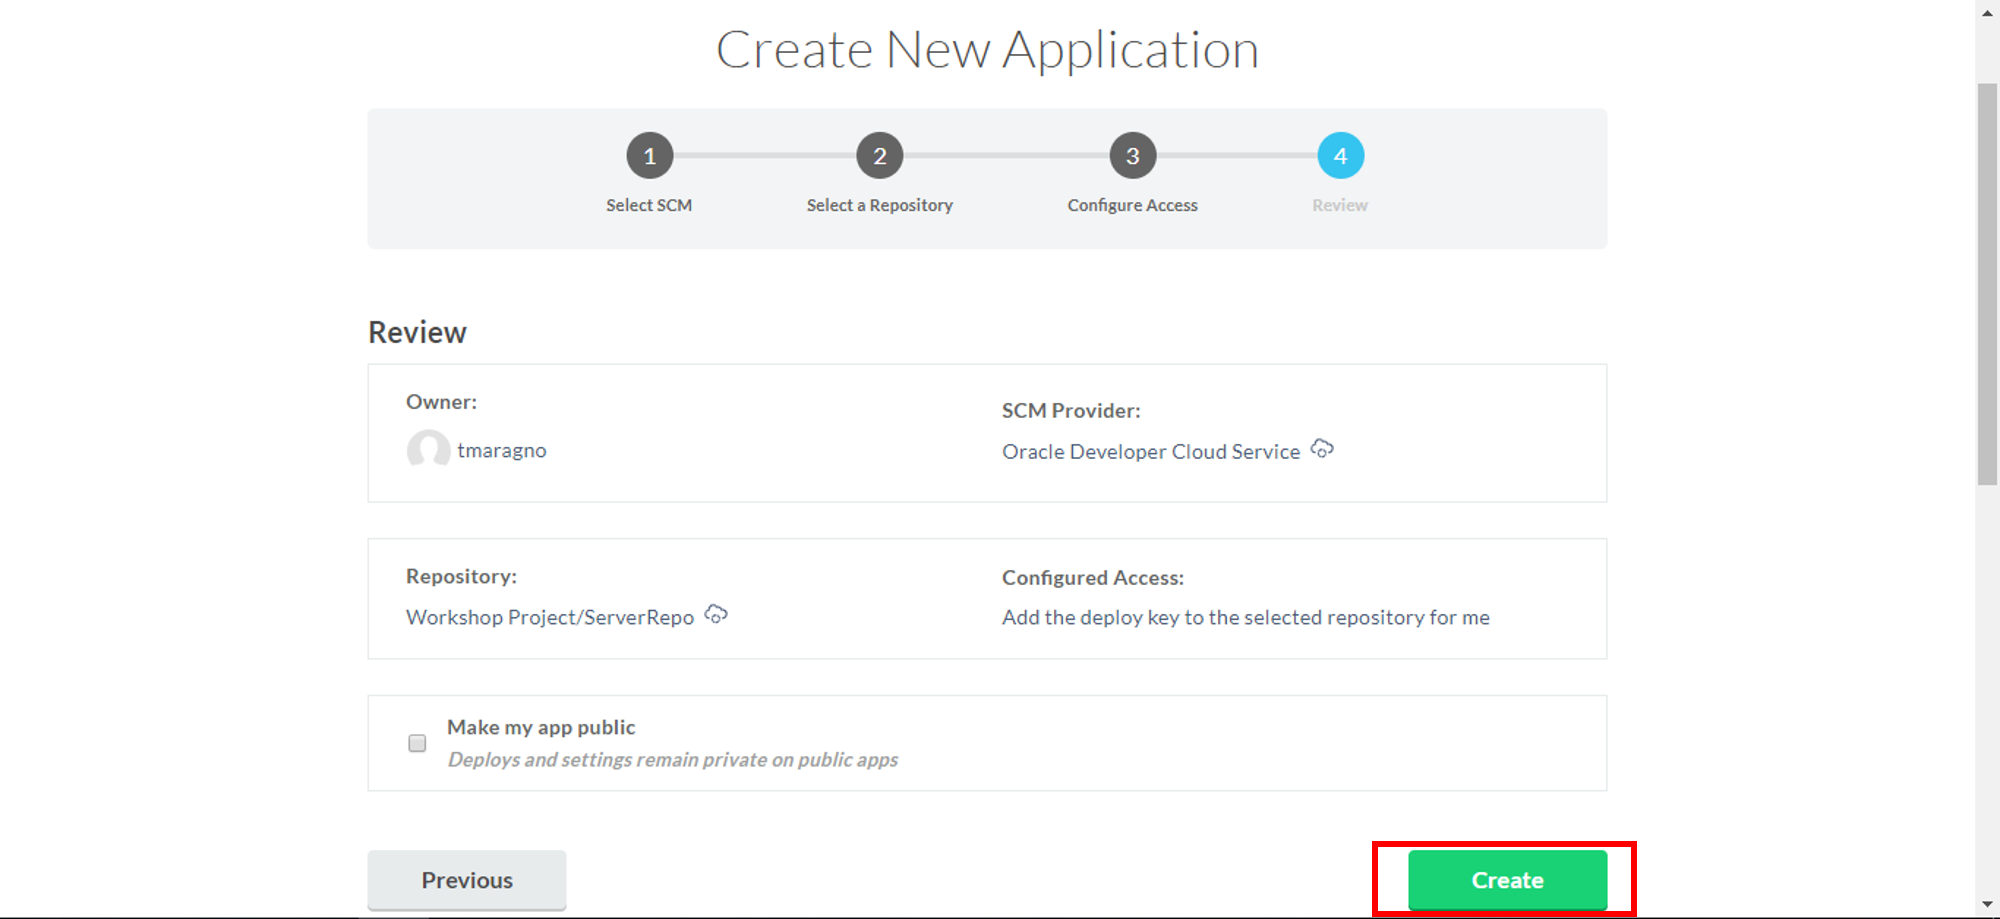 Create New Application
1
2
3
4
Select SCM
Select a Repository
Configure Access
Review
Review
Owner:
tmaragno
SCM Provider:
Oracle Developer Cloud Service
Repository:
Workshop Project/ServerRepo
Configured Access:
Add the deploy key to the selected repository for me
Make my app public
Deploys and settings remain private on public apps
Previous
Create